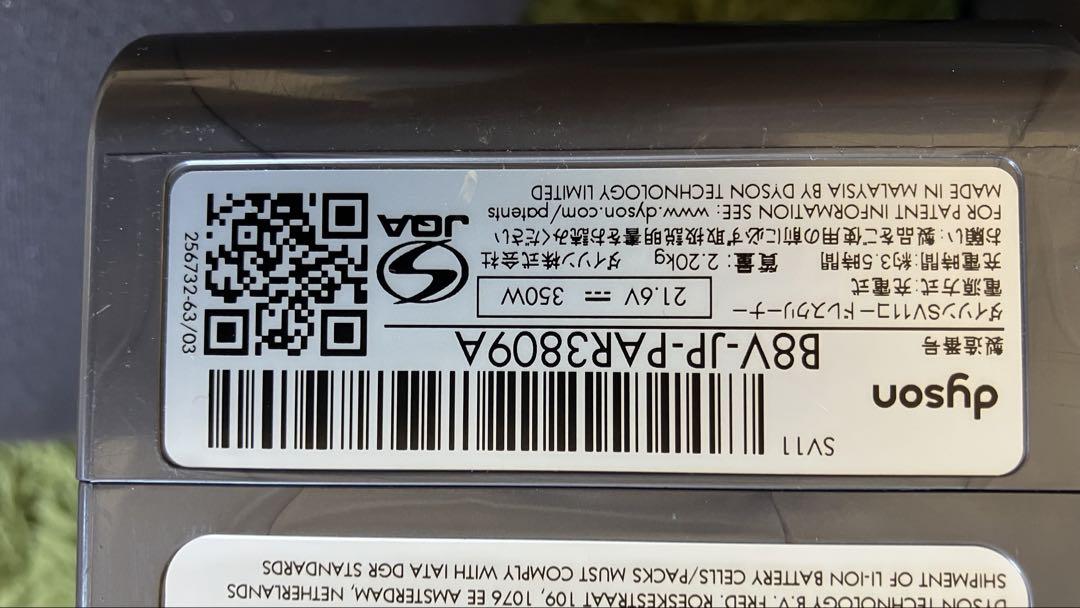 DYSON TECHNOLOGY B.V. FRED. ROESKESTRAAT 109, 1076 EE AMSTERDAM, NETHERLANDS
SHIPMENT OF LI-ION BATTERY CELLS/PACKS MUST COMPLY WITH IATA DGR STANDARDS
SV11
dyson
製造番号 B8V-JP-PAR3809A
ダイソンSV11コードレスクリーナー
電源方式: 充電式
21.6V ⎓ 350W
充電時間:約3.5時間 質量: 2.20kg ダイソン株式会社
お願い: 製品をご使用の前に必ず取扱説明書をお読みください
FOR PATENT INFORMATION SEE: www.dyson.com/patents
MADE IN MALAYSIA BY DYSON TECHNOLOGY LIMITED
JQA
256732-63/03